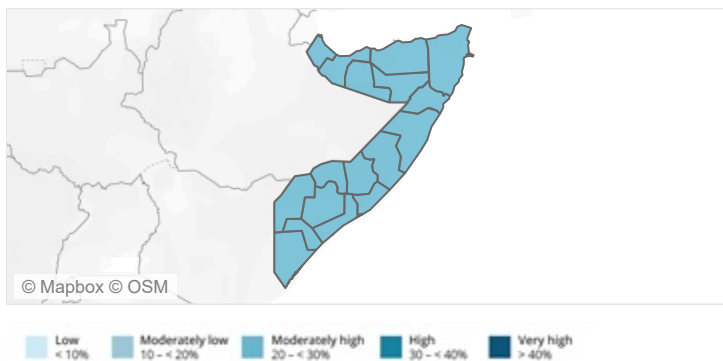 © Mapbox © OSM
Low
< 10%
Moderately low
10 – < 20%
Moderately high
20 – < 30%
High
30 – < 40%
Very high
> 40%